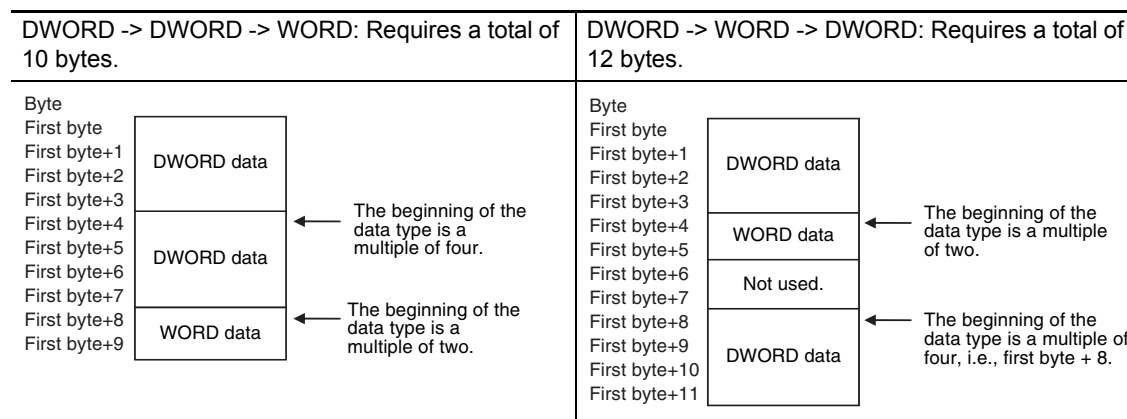 DWORD -> DWORD -> WORD: Requires a total of
10 bytes.
Byte
First byte
First byte+1
First byte+2
First byte+3
First byte+4
First byte+5
First byte+6
First byte+7
First byte+8
First byte+9
DWORD data
DWORD data
WORD data
The beginning of the
data type is a
multiple of four.
The beginning of the
data type is a
multiple of two.
DWORD -> WORD -> DWORD: Requires a total of
12 bytes.
Byte
First byte
First byte+1
First byte+2
First byte+3
First byte+4
First byte+5
First byte+6
First byte+7
First byte+8
First byte+9
First byte+10
First byte+11
DWORD data
WORD data
Not used.
DWORD data
The beginning of the
data type is a multiple
of two.
The beginning of the
data type is a multiple of
four, i.e., first byte + 8.